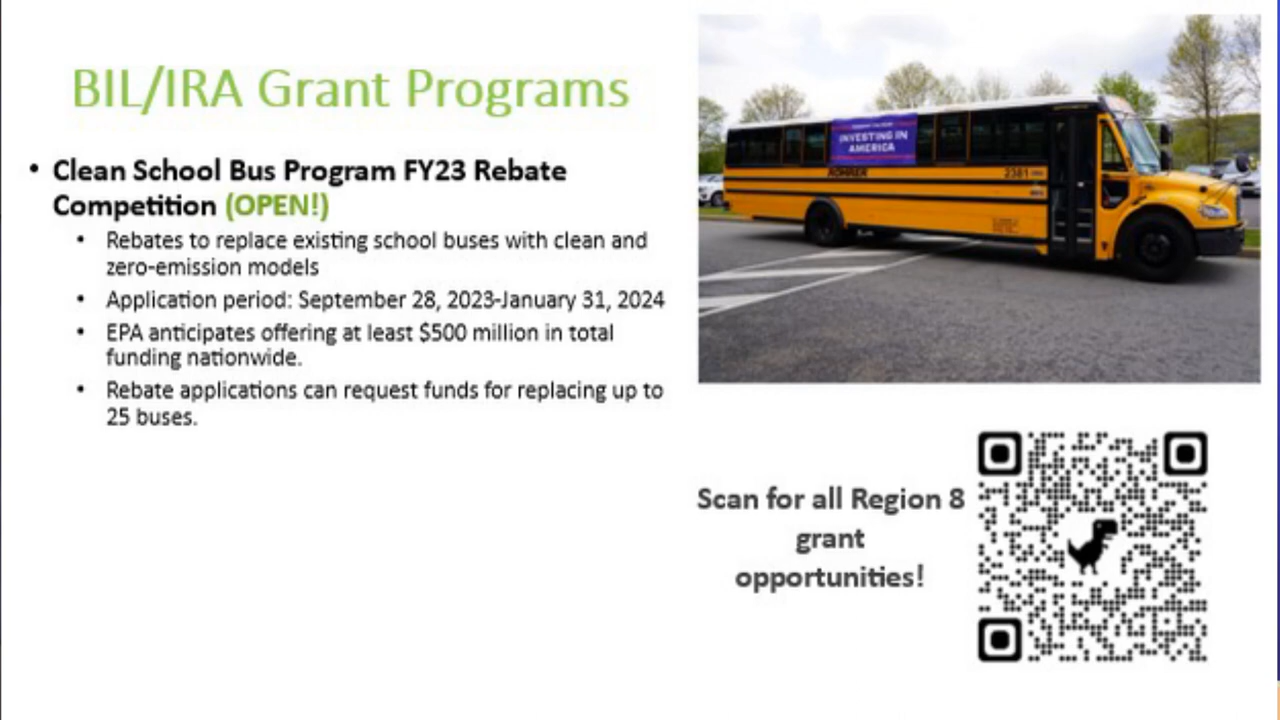 BIL/IRA Grant Programs
• Clean School Bus Program FY23 Rebate
Competition (OPEN!)
• Rebates to replace existing school buses with clean and
zero-emission models
• Application period: September 28, 2023-January 31, 2024
• EPA anticipates offering at least $500 million in total
funding nationwide.
• Rebate applications can request funds for replacing up to
25 buses.
INVESTING IN
AMERICA
ROHRER
2381
Scan for all Region 8
grant
opportunities!